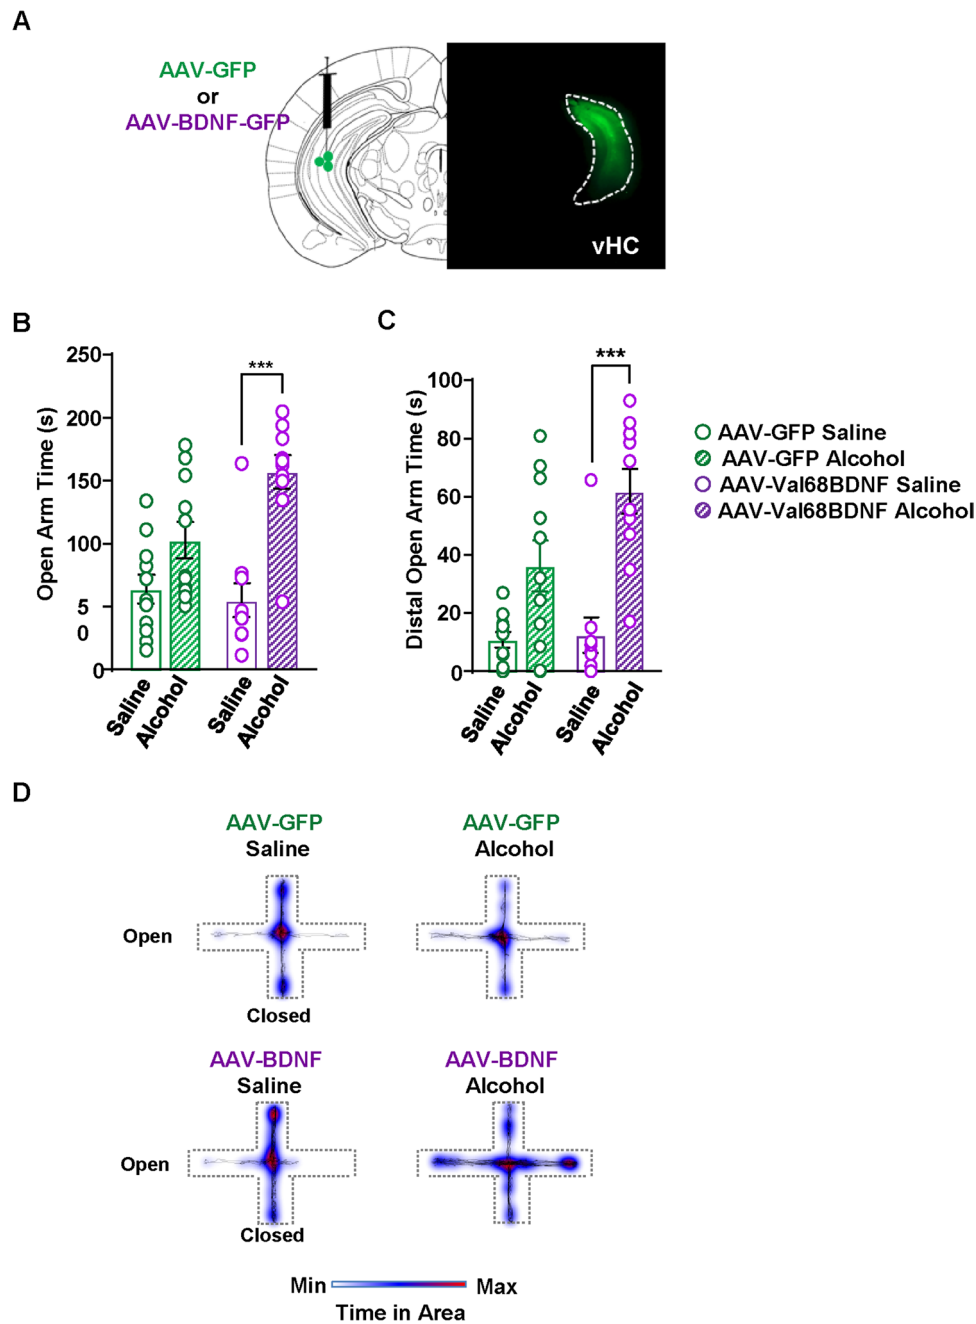 A
AAV-GFP
or
AAV-BDNF-GFP
vHC
B
Open Arm Time (s)
250
200
150
100
5
0
0
***
Saline
Alcohol
Saline
Alcohol
C
Distal Open Arm Time (s)
100
80
60
40
20
0
***
Saline
Alcohol
Saline
Alcohol
AAV-GFP Saline
AAV-GFP Alcohol
AAV-Val68BDNF Saline
AAV-Val68BDNF Alcohol
D
AAV-GFP
Saline
AAV-GFP
Alcohol
Open
Closed
AAV-BDNF
Saline
AAV-BDNF
Alcohol
Open
Closed
Min
Max
Time in Area